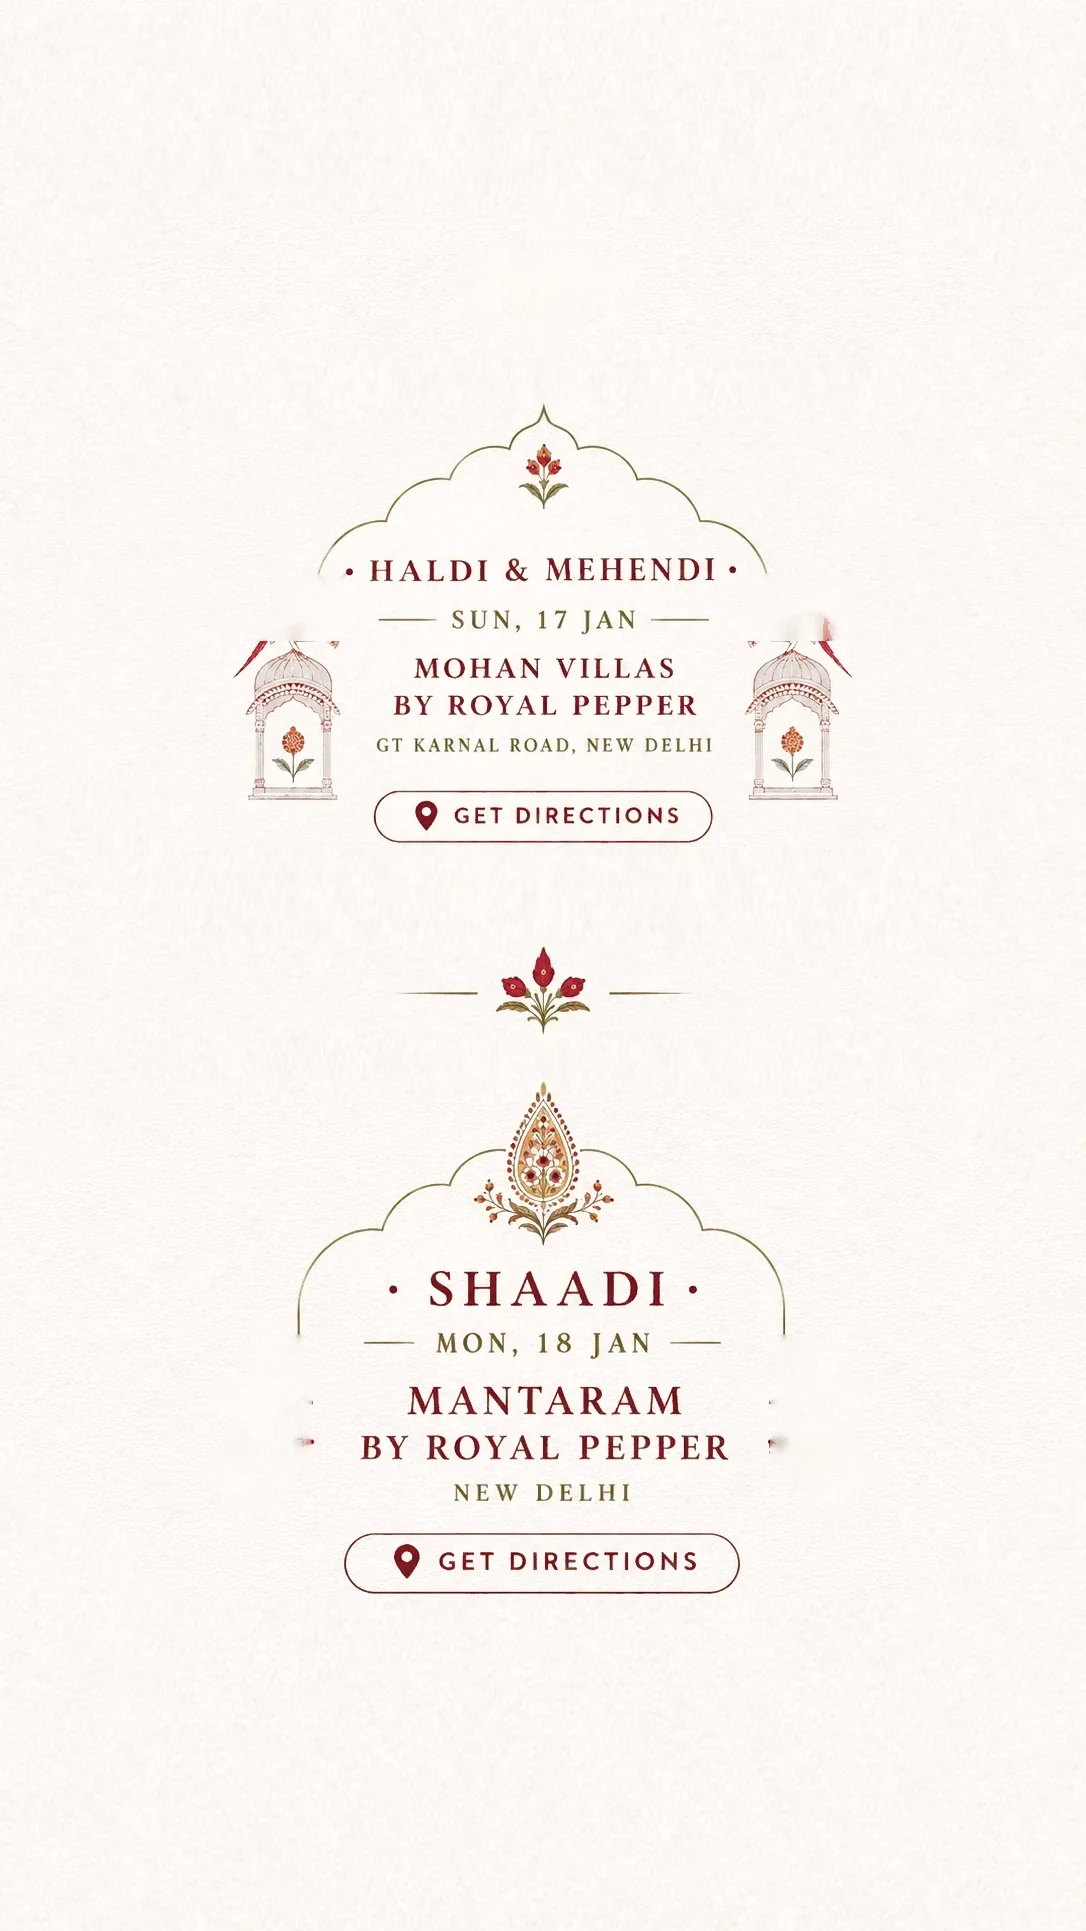 • HALDI & MEHENDI •
SUN, 17 JAN
MOHAN VILLAS
BY ROYAL PEPPER
GT KARNAL ROAD, NEW DELHI
GET DIRECTIONS
• SHAADI •
MON, 18 JAN
MANTARAM
BY ROYAL PEPPER
NEW DELHI
GET DIRECTIONS